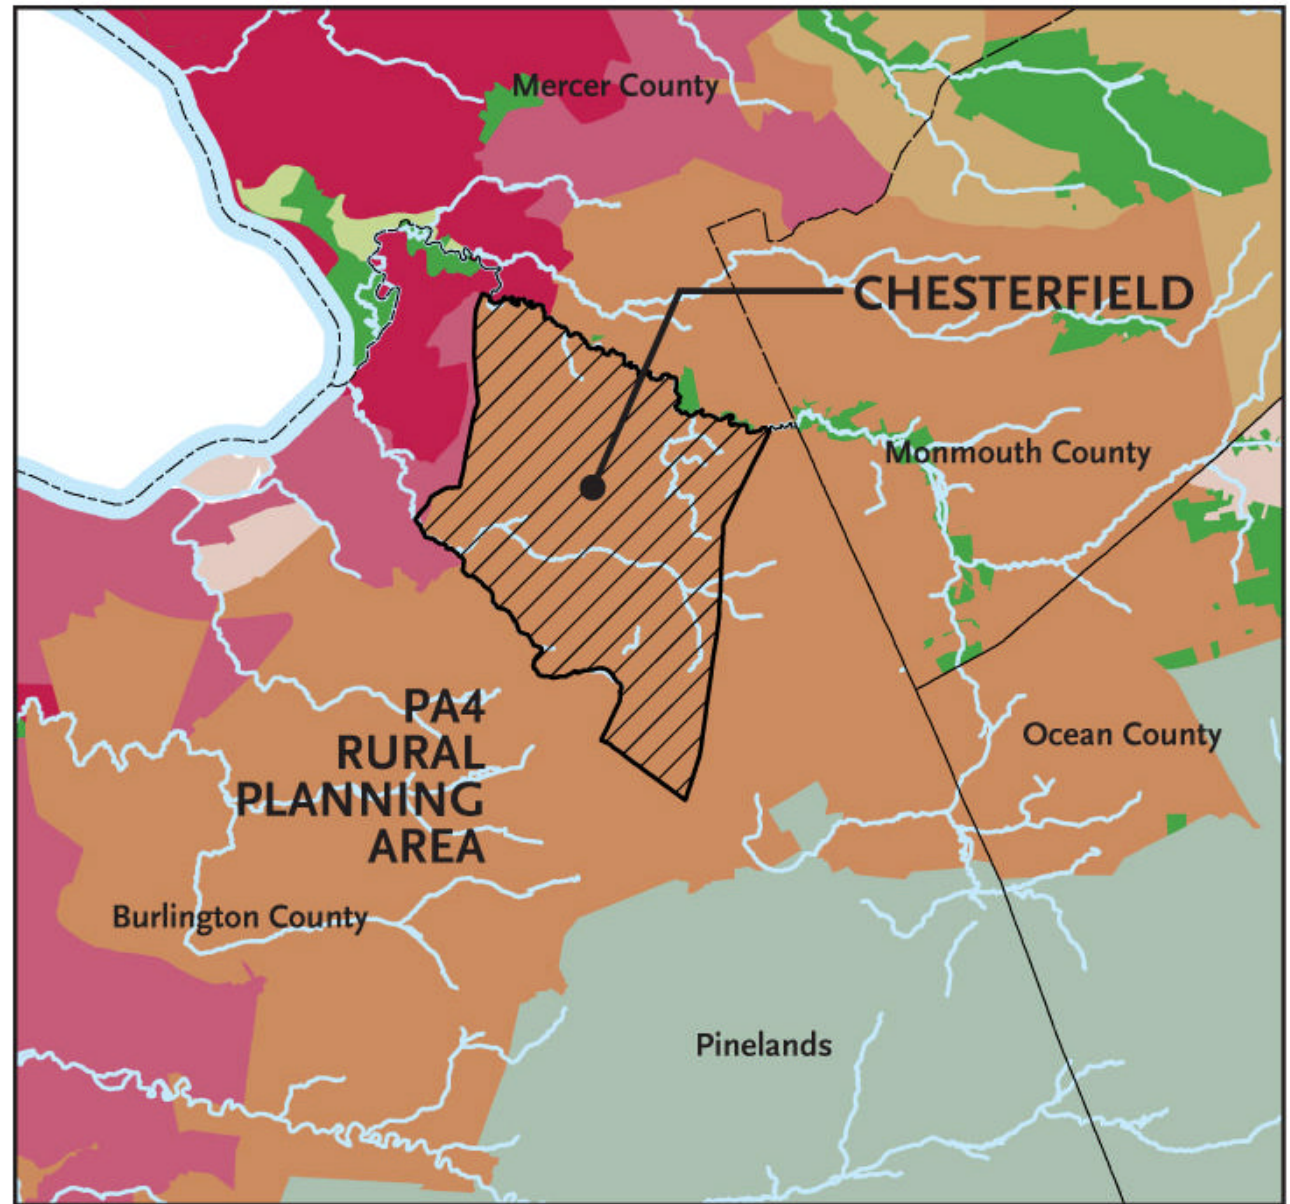 Mercer County
CHESTERFIELD
Monmouth County
PA4
RURAL
PLANNING
AREA
Ocean County
Burlington County
Pinelands